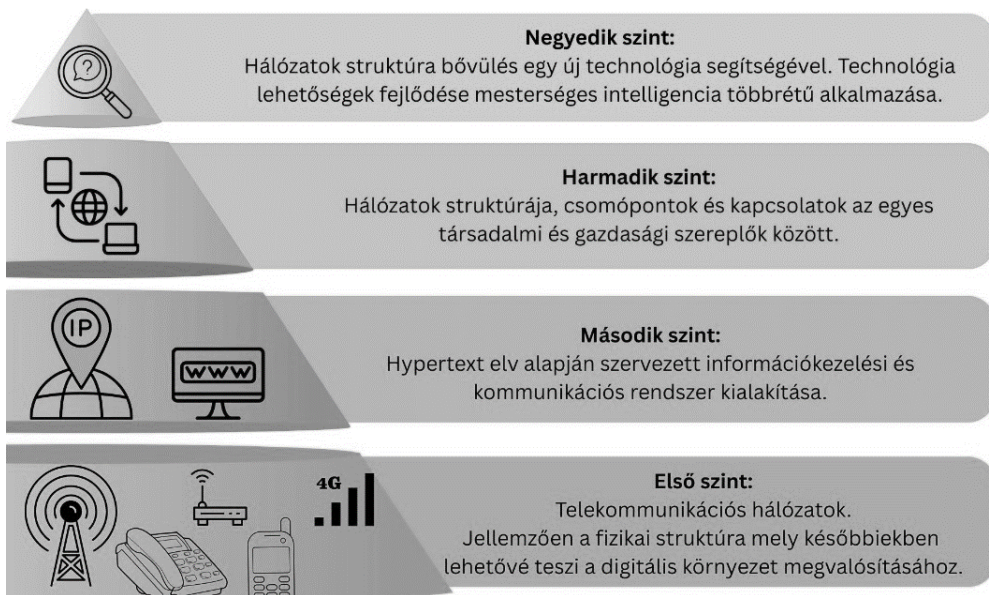 ?
Negyedik szint:
Hálózatok struktúra bővülés egy új technológia segítségével. Technológia
lehetőségek fejlődése mesterséges intelligencia többrétű alkalmazása.
Harmadik szint:
Hálózatok struktúrája, csomópontok és kapcsolatok az egyes
társadalmi és gazdasági szereplők között.
IP
WWW
Második szint:
Hypertext elv alapján szervezett információkezelési és
kommunikációs rendszer kialakítása.
4G
Első szint:
Telekommunikációs hálózatok.
Jellemzően a fizikai struktúra mely későbbiekben
lehetővé teszi a digitális környezet megvalósításához.